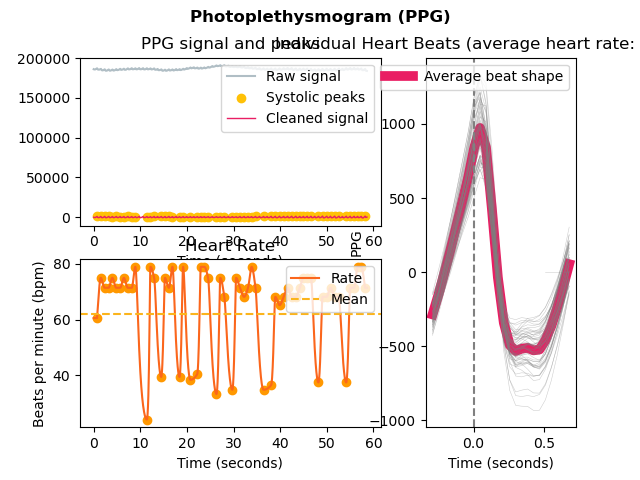 Photoplethysmogram (PPG)
PPG signal and peaks
Individual Heart Beats (average heart rate:
200000
150000
100000
50000
0
Raw signal
Systolic peaks
Cleaned signal
0 10 20 30 40 50 60
Time (seconds)
Heart Rate
80
60
40
Beats per minute (bpm)
Rate
Mean
0 10 20 30 40 50 60
Time (seconds)
Average beat shape
1000
500
0
−500
−1000
PPG
0.0 0.5
Time (seconds)